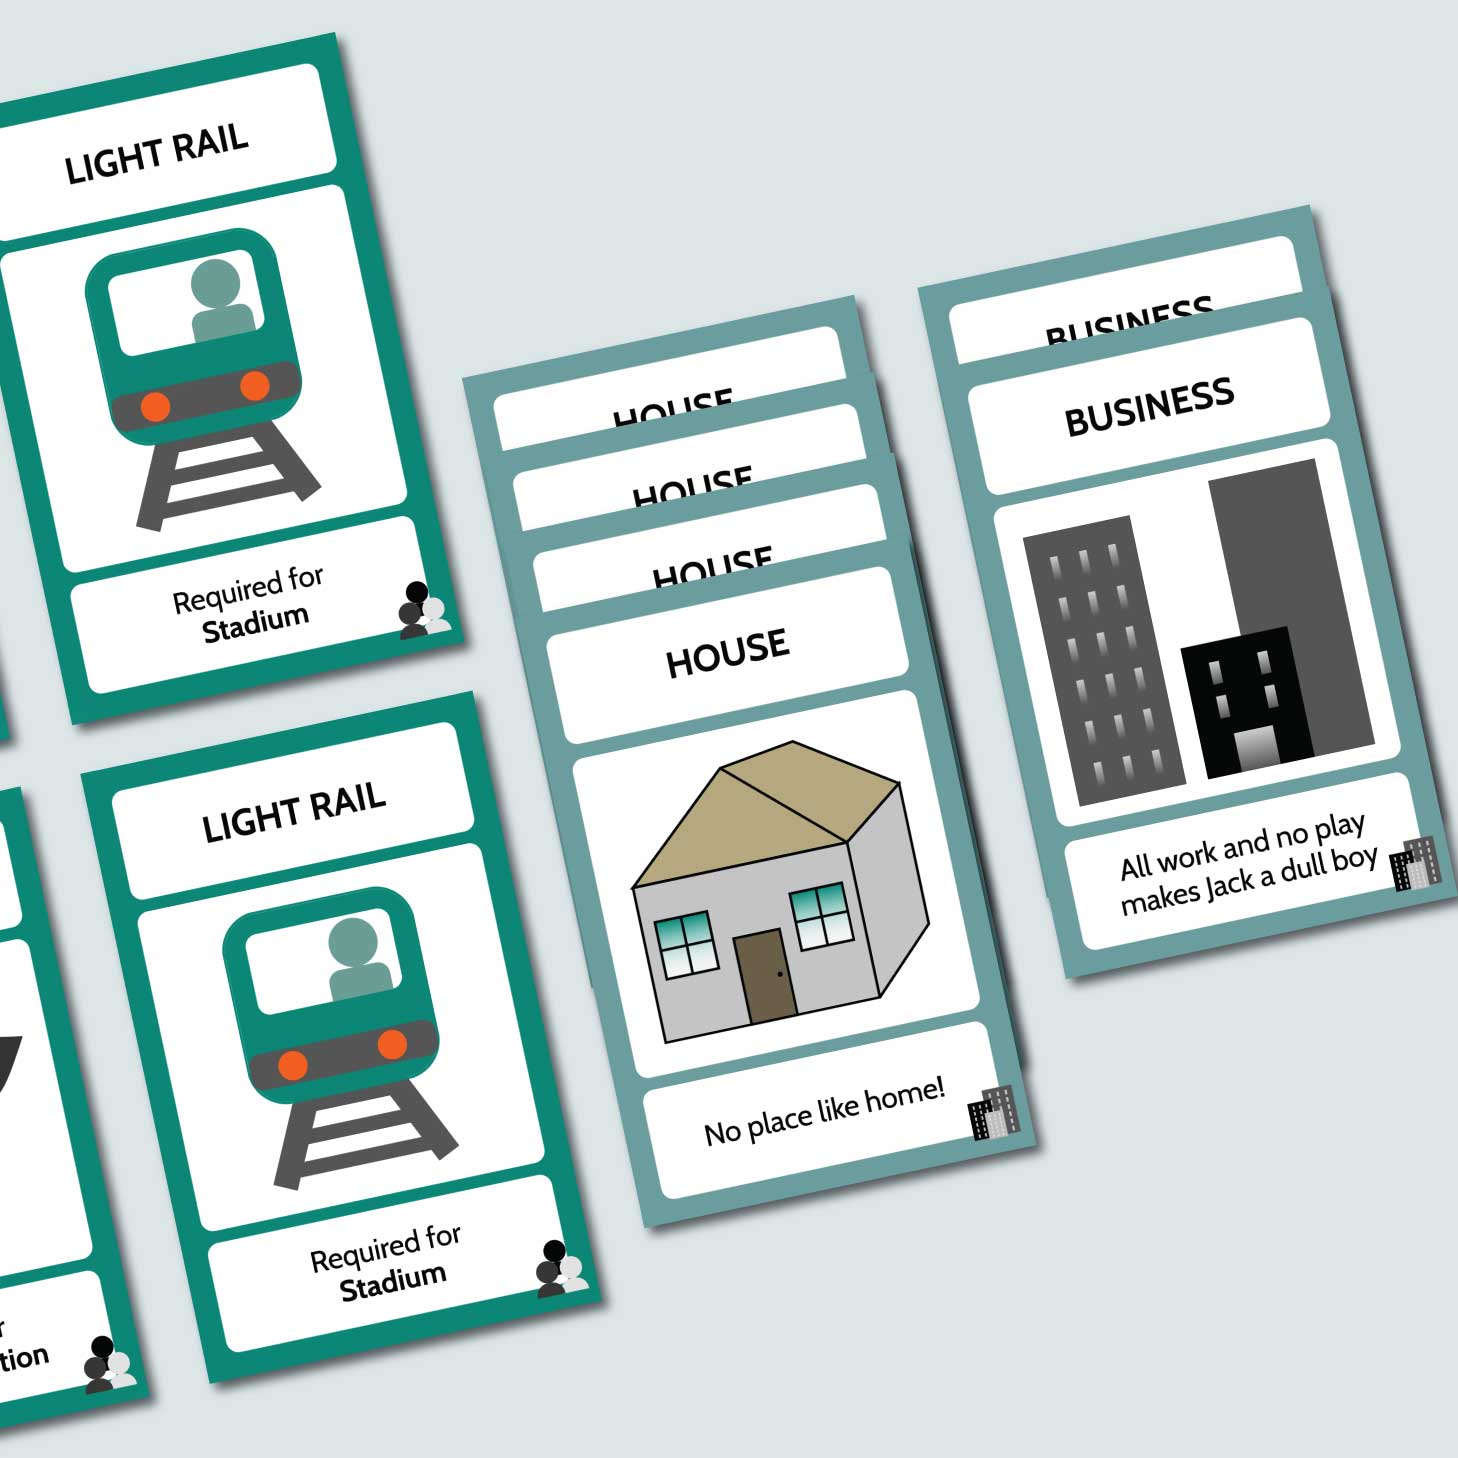 LIGHT RAIL
Required for
Stadium
LIGHT RAIL
Required for
Stadium
tion
HOUSE
HOUSE
HOUSE
HOUSE
No place like home!
BUSINESS
BUSINESS
All work and no play
makes Jack a dull boy